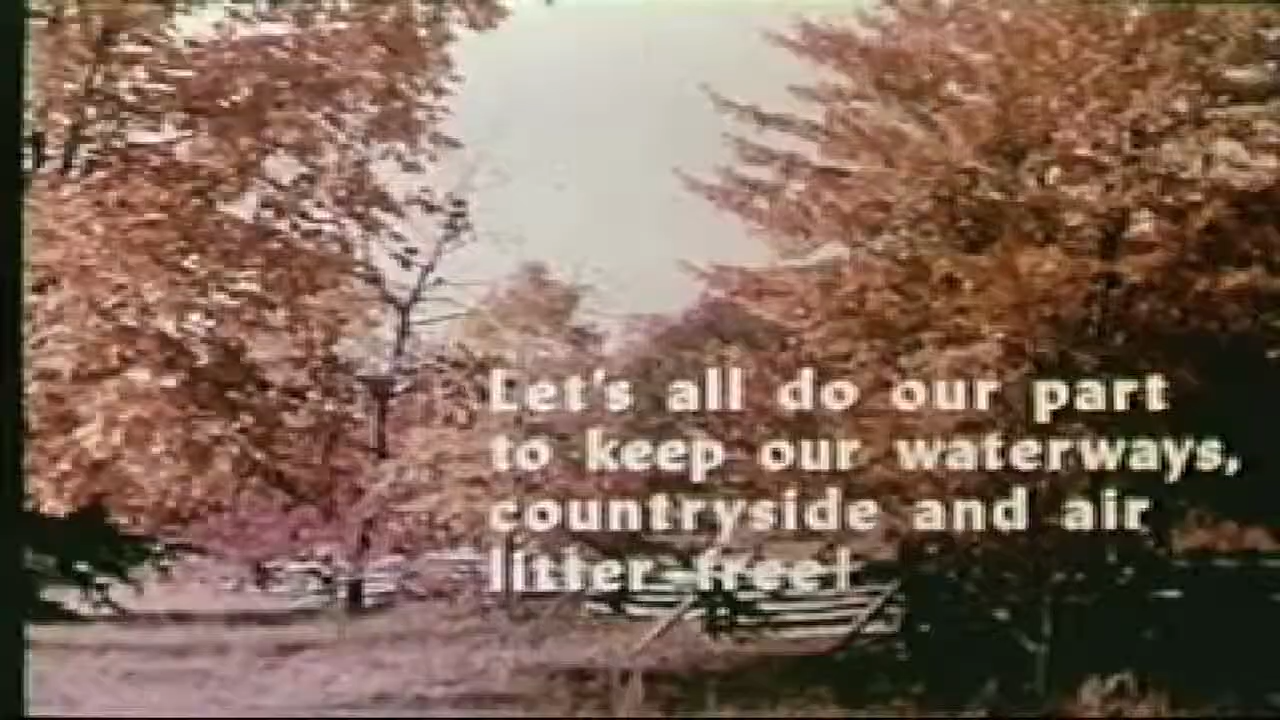 Let's all do our part
to keep our waterways,
countryside and air
litter-free!